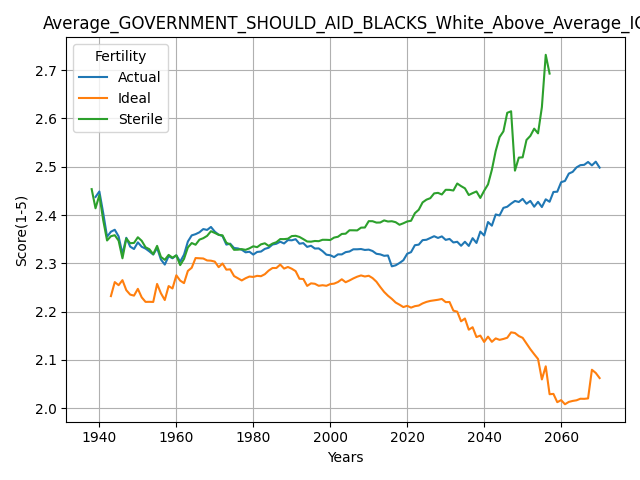 Average_GOVERNMENT_SHOULD_AID_BLACKS_White_Above_Average_IQ
Fertility
Actual
Ideal
Sterile
2.7
2.6
2.5
2.4
2.3
2.2
2.1
2.0
Score(1-5)
1940 1960 1980 2000 2020 2040 2060
Years